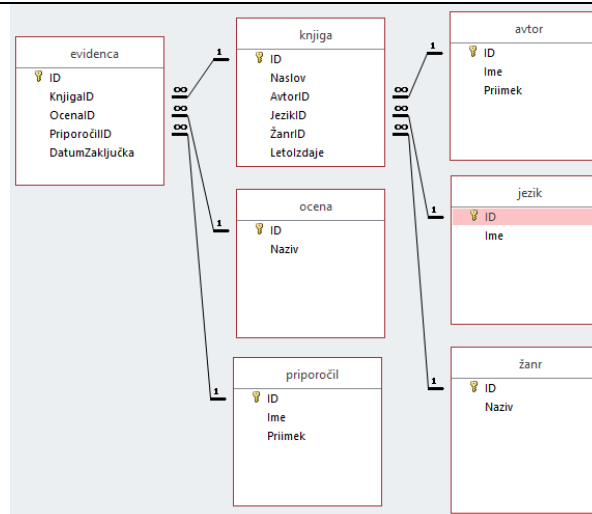 evidenca
ID
KnjigaID
OcenaID
PriporočilID
DatumZaključka
knjiga
ID
Naslov
AvtorID
JezikID
ŽanrID
LetoIzdaje
avtor
ID
Ime
Priimek
ocena
ID
Naziv
jezik
ID
Ime
priporočil
ID
Ime
Priimek
žanr
ID
Naziv
1
∞
∞
∞
1
1
1
∞
∞
∞
1
1